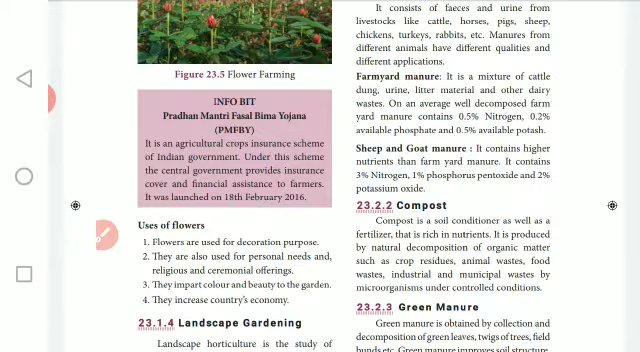 Figure 23.5 Flower Farming
INFO BIT
Pradhan Mantri Fasal Bima Yojana
(PMFBY)
It is an agricultural crops insurance scheme
of Indian government. Under this scheme
the central government provides insurance
cover and financial assistance to farmers.
It was launched on 18th February 2016.
Uses of flowers
1. Flowers are used for decoration purpose.
2. They are also used for personal needs and,
religious and ceremonial offerings.
3. They impart colour and beauty to the garden.
4. They increase country's economy.
23.1.4 Landscape Gardening
Landscape horticulture is the study of
It consists of faeces and urine from
livestocks like cattle, horses, pigs, sheep,
chickens, turkeys, rabbits, etc. Manures from
different animals have different qualities and
different applications.
Farmyard manure: It is a mixture of cattle
dung, urine, litter material and other dairy
wastes. On an average well decomposed farm
yard manure contains 0.5% Nitrogen, 0.2%
available phosphate and 0.5% available potash.
Sheep and Goat manure : It contains higher
nutrients than farm yard manure. It contains
3% Nitrogen, 1% phosphorus pentoxide and 2%
potassium oxide.
23.2.2 Compost
Compost is a soil conditioner as well as a
fertilizer, that is rich in nutrients. It is produced
by natural decomposition of organic matter
such as crop residues, animal wastes, food
wastes, industrial and municipal wastes by
microorganisms under controlled conditions.
23.2.3 Green Manure
Green manure is obtained by collection and
decomposition of green leaves, twigs of trees, field
bunds etc. Green manure improves soil structure,